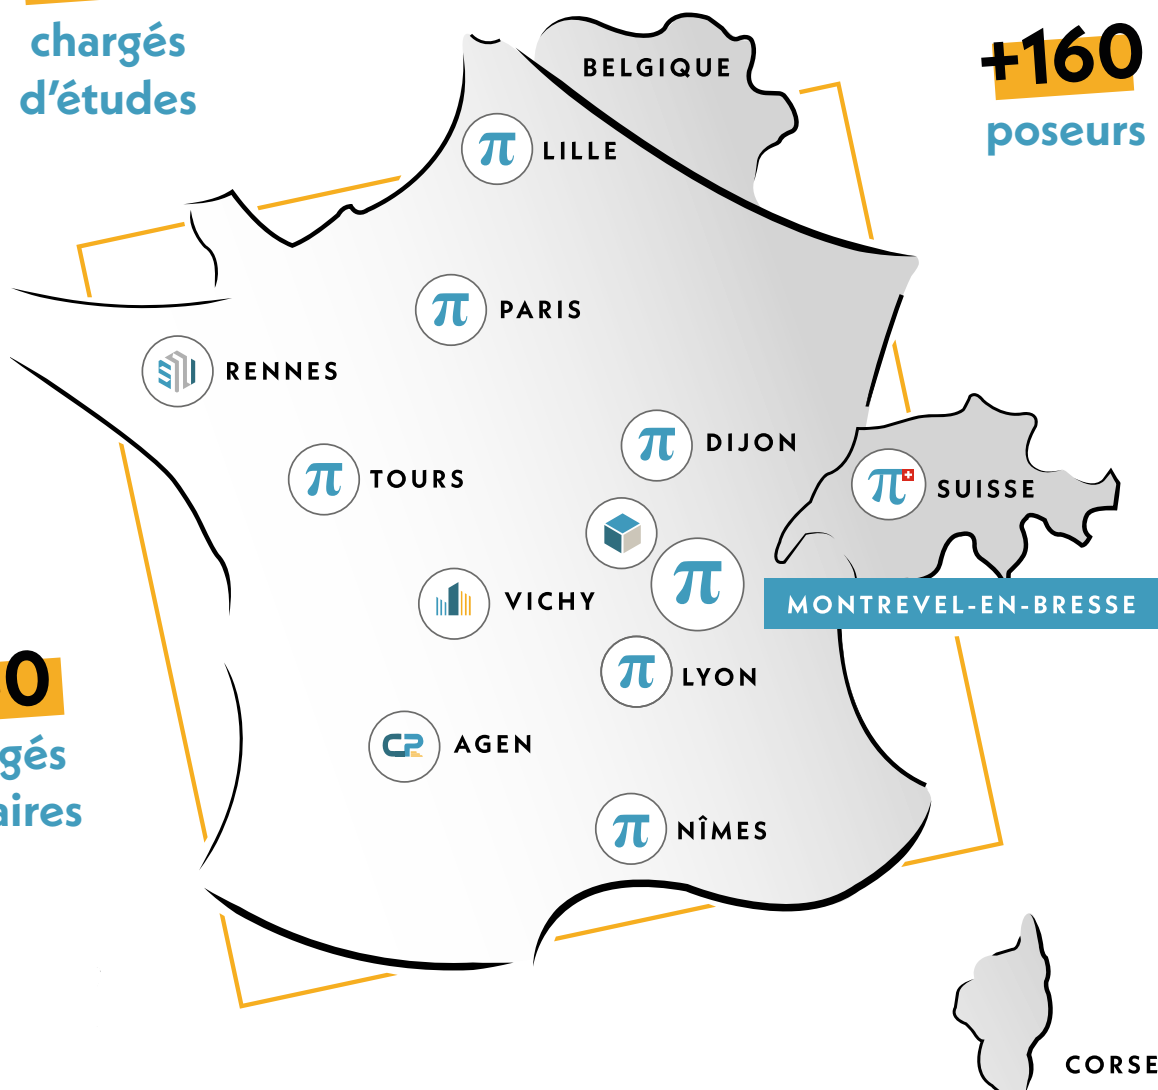 chargés
d'études
BELGIQUE
+160
poseurs
π LILLE
π PARIS
RENNES
π DIJON
π TOURS
π SUISSE
VICHY
π
MONTREVEL-EN-BRESSE
π LYON
0
gés
aires
CP AGEN
π NÎMES
CORSE